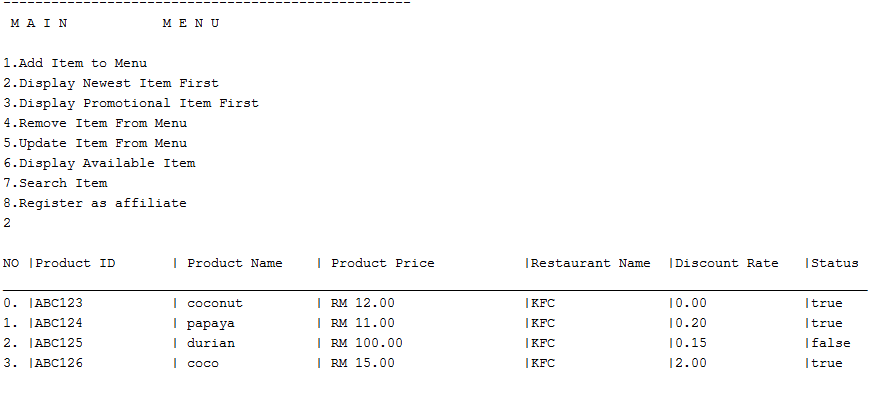 ---------------------------------------------------
M A I N            M E N U
1.Add Item to Menu
2.Display Newest Item First
3.Display Promotional Item First
4.Remove Item From Menu
5.Update Item From Menu
6.Display Available Item
7.Search Item
8.Register as affiliate
2
NO |Product ID       | Product Name    | Product Price           |Restaurant Name  |Discount Rate   |Status
0. |ABC123           | coconut         | RM 12.00                |KFC              |0.00            |true
1. |ABC124           | papaya          | RM 11.00                |KFC              |0.20            |true
2. |ABC125           | durian          | RM 100.00               |KFC              |0.15            |false
3. |ABC126           | coco            | RM 15.00                |KFC              |2.00            |true